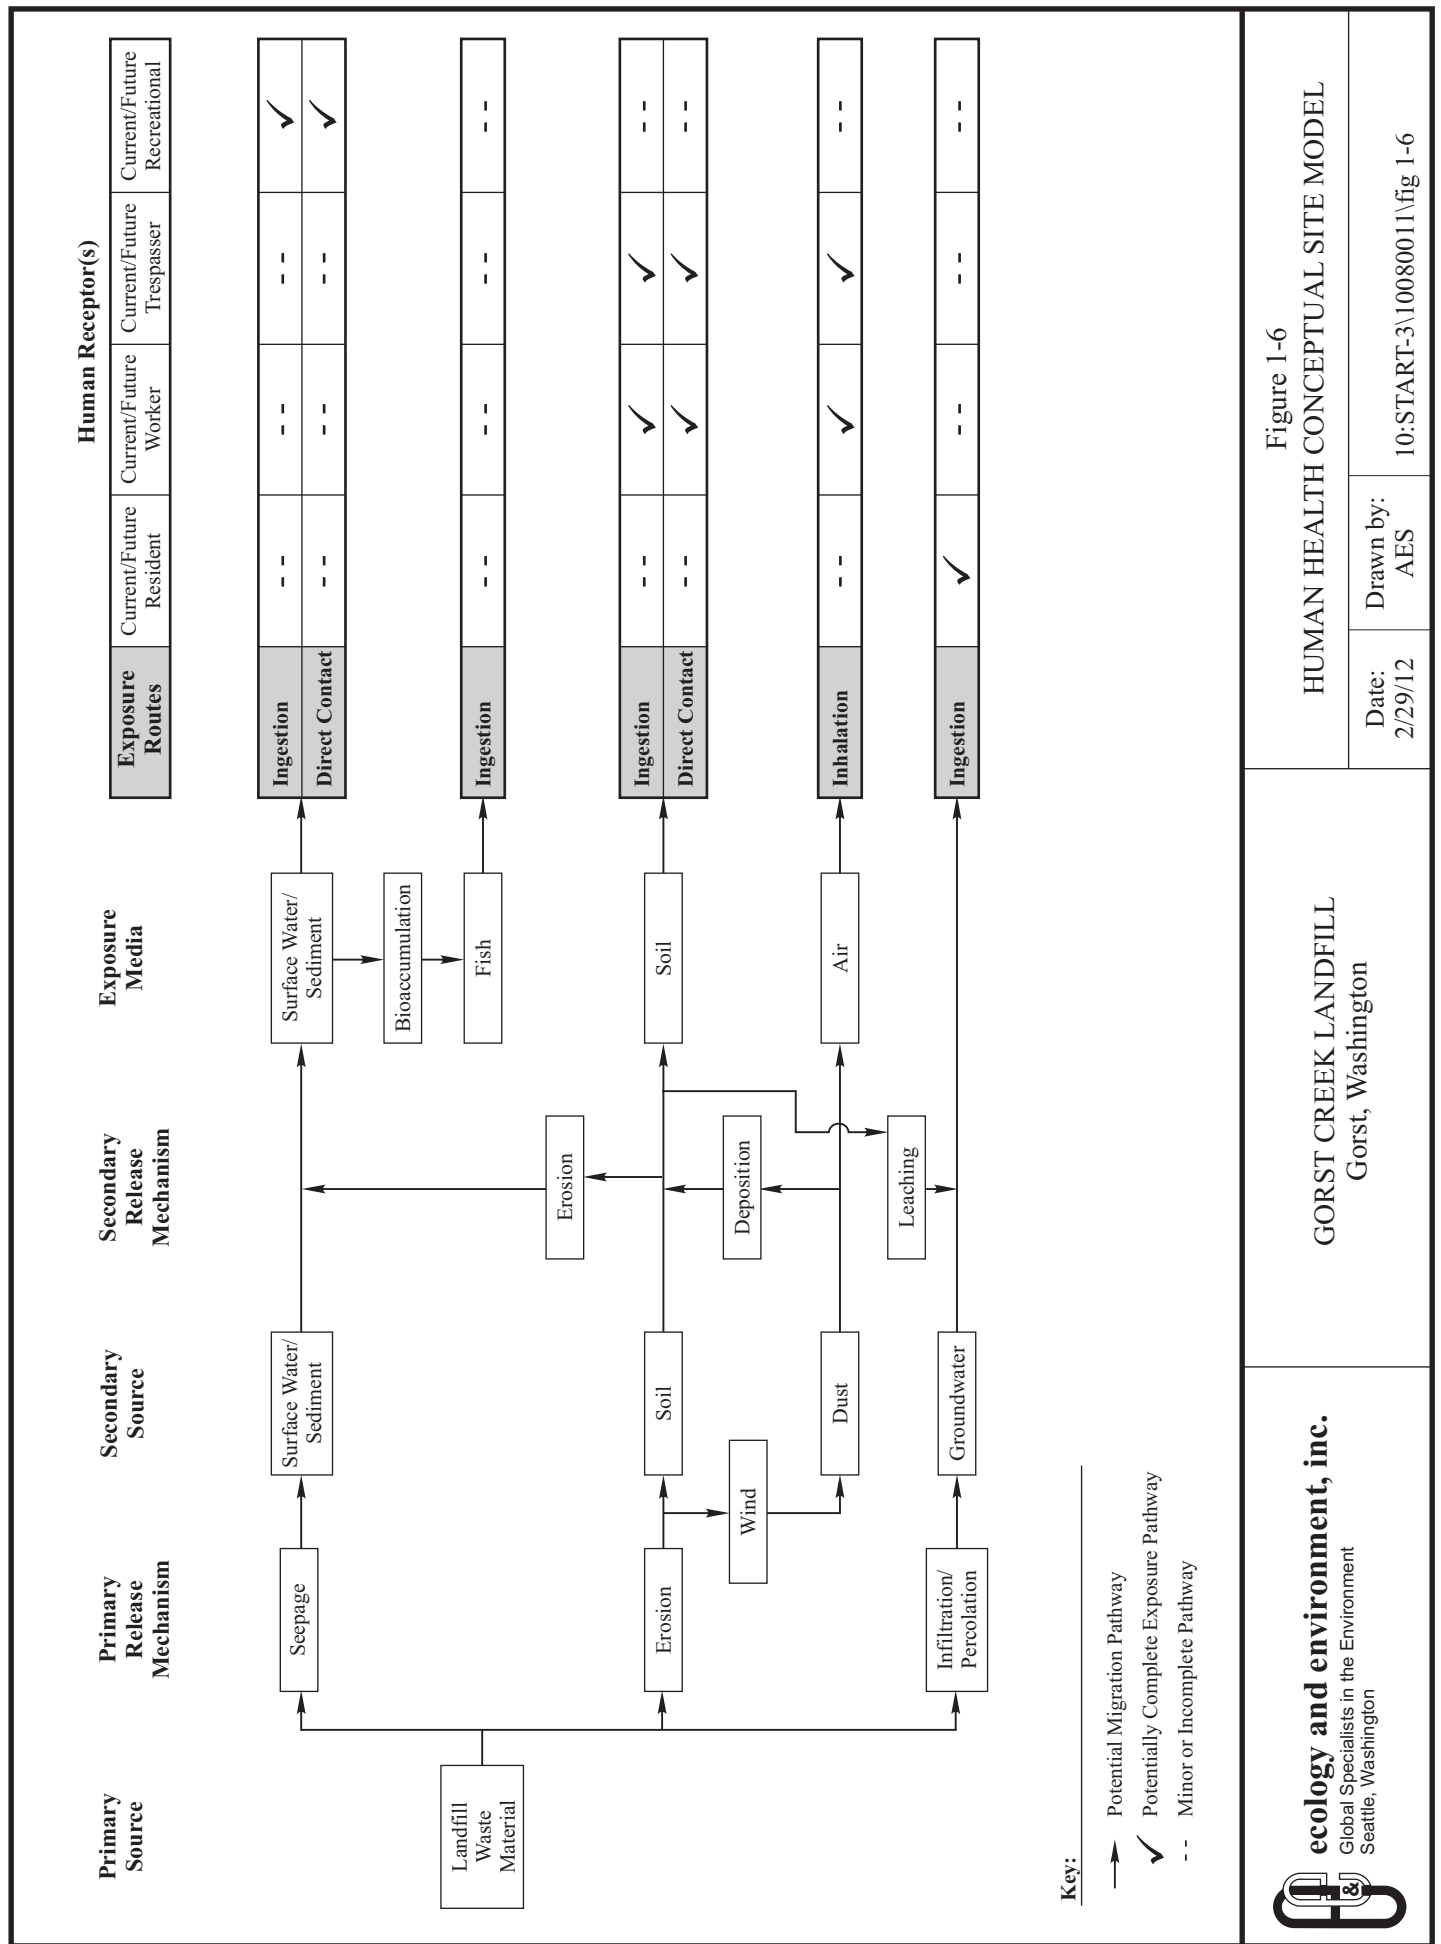 Human Receptor(s)
Primary
Source
Primary
Release
Mechanism
Secondary
Source
Secondary
Release
Mechanism
Exposure
Media
Exposure
Routes
Current/Future
Resident
Current/Future
Worker
Current/Future
Trespasser
Current/Future
Recreational
Landfill
Waste
Material
Seepage
Surface Water/
Sediment
Surface Water/
Sediment
Ingestion
-- -- -- ✓
Direct Contact
-- -- -- ✓
Bioaccumulation
Fish
Ingestion
-- -- -- --
Erosion
Erosion
Soil
Soil
Ingestion
-- ✓ ✓ --
Direct Contact
-- ✓ ✓ --
Wind
Deposition
Dust
Air
Inhalation
-- ✓ ✓ --
Leaching
Infiltration/
Percolation
Groundwater
Ingestion
✓ -- -- --
Key:
Potential Migration Pathway
✓ Potentially Complete Exposure Pathway
-- Minor or Incomplete Pathway
&
ecology and environment, inc.
Global Specialists in the Environment
Seattle, Washington
GORST CREEK LANDFILL
Gorst, Washington
Figure 1-6
HUMAN HEALTH CONCEPTUAL SITE MODEL
Date:
2/29/12
Drawn by:
AES
10:START-3\10080011\fig 1-6